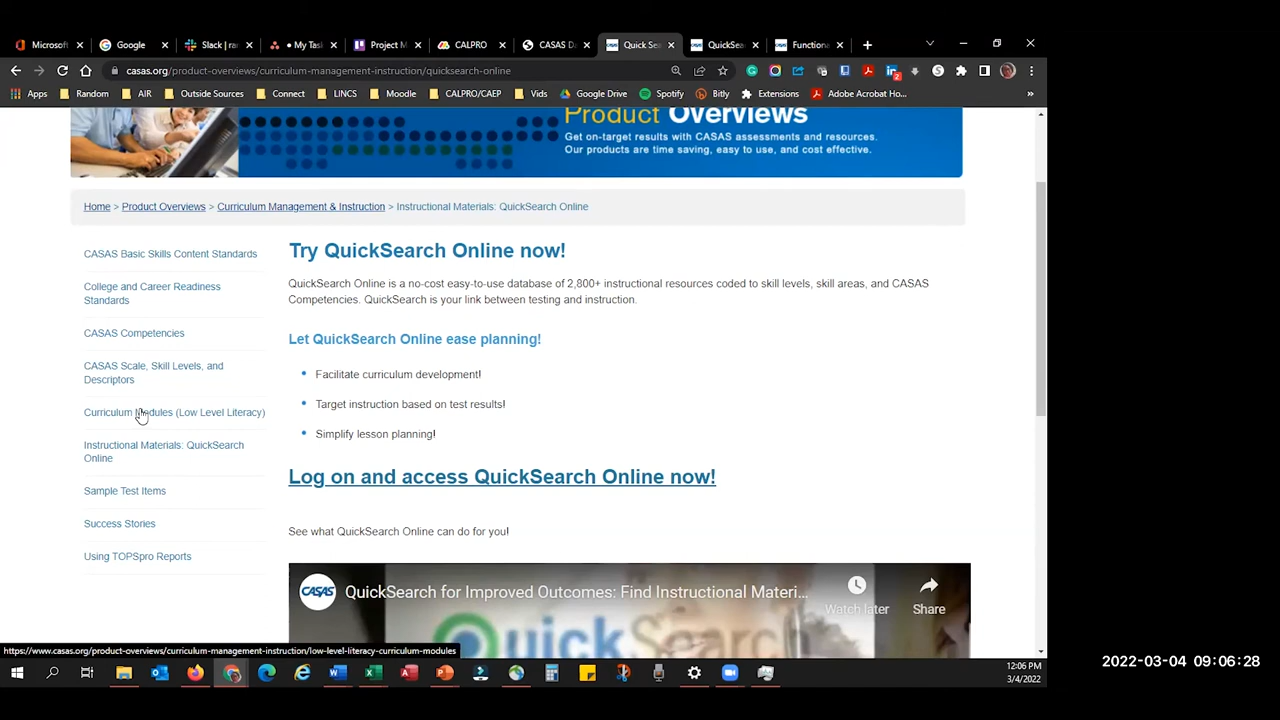 Microsoft
Google
Slack | ra
• My Task
Project M
CALPRO
CASAS Da
Quick Sea
QuickSea
Functiona
casas.org/product-overviews/curriculum-management-instruction/quicksearch-online
Apps
Random
AIR
Outside Sources
Connect
LINCS
Moodle
CALPRO/CAEP
Vids
Google Drive
Spotify
Bitly
Extensions
Adobe Acrobat Ho...
»
Product Overviews
Get on-target results with CASAS assessments and resources.
Our products are time saving, easy to use, and cost effective.
Home > Product Overviews > Curriculum Management & Instruction > Instructional Materials: QuickSearch Online
CASAS Basic Skills Content Standards
College and Career Readiness
Standards
CASAS Competencies
CASAS Scale, Skill Levels, and
Descriptors
Curriculum Modules (Low Level Literacy)
Instructional Materials: QuickSearch
Online
Sample Test Items
Success Stories
Using TOPSpro Reports
Try QuickSearch Online now!
QuickSearch Online is a no-cost easy-to-use database of 2,800+ instructional resources coded to skill levels, skill areas, and CASAS
Competencies. QuickSearch is your link between testing and instruction.
Let QuickSearch Online ease planning!
• Facilitate curriculum development!
• Target instruction based on test results!
• Simplify lesson planning!
Log on and access QuickSearch Online now!
See what QuickSearch Online can do for you!
CASAS
QuickSearch for Improved Outcomes: Find Instructional Materi...
Watch later
Share
QuickSearch
https://www.casas.org/product-overviews/curriculum-management-instruction/low-level-literacy-curriculum-modules
12:06 PM
3/4/2022
2022-03-04 09:06:28